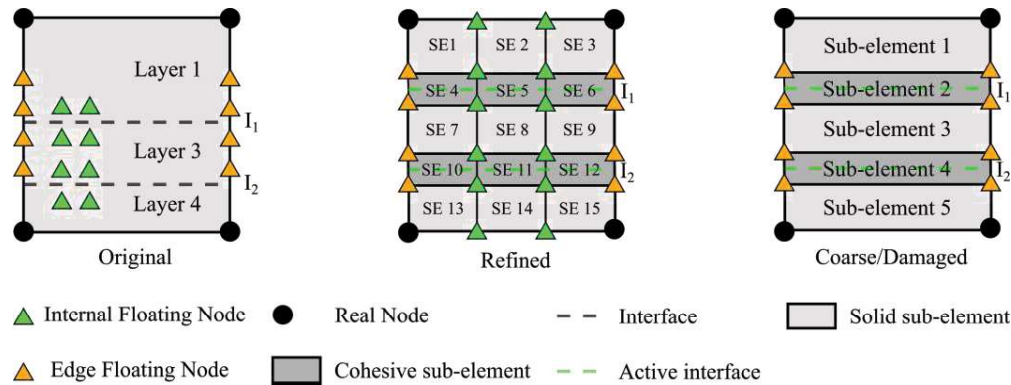 Layer 1
I1
Layer 3
I2
Layer 4
Original
SE1 SE 2 SE 3
SE 4 SE 5 SE 6 I1
SE 7 SE 8 SE 9
SE 10 SE 11 SE 12 I2
SE 13 SE 14 SE 15
Refined
Sub-element 1
Sub-element 2 I1
Sub-element 3
Sub-element 4 I2
Sub-element 5
Coarse/Damaged
Internal Floating Node Real Node Interface Solid sub-element
Edge Floating Node Cohesive sub-element Active interface